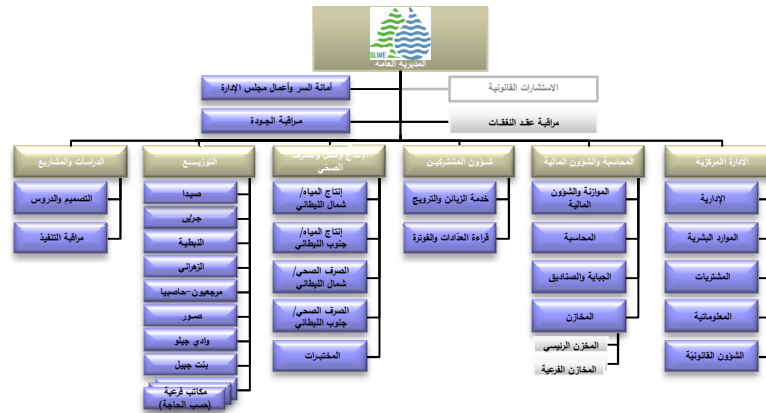 SLWE
المديرية العامة
أمانة السر وأعمال مجلس الإدارة
الاستشارات القانونية
مراقبة الجودة
مراقبة عقد النفقات
الادارة المركزية
الإدارية
الموارد البشرية
المشتريات
المعلوماتية
الشؤون القانونيّة
المحاسبة والشؤون المالية
الموازنة والشؤون
المالية
المحاسبة
الجباية والصناديق
المخازن
المخزن الرئيسي
المخازن الفرعية
شؤون المشتركين
خدمة الزبائن والترويج
قراءة العدادات والفوترة
الصحي
إنتاج المياه/
شمال الليطاني
إنتاج المياه/
جنوب الليطاني
الصرف الصحي/
شمال الليطاني
الصرف الصحي/
جنوب الليطاني
المختبرات
التوزيع
صيدا
جزين
النبطية
الزهراني
مرجعيون-حاصبيا
صور
وادي جيلو
بنت جبيل
مكاتب فرعية
(حسب الحاجة)
الدراسات والمشاريع
التصميم والدروس
مراقبة التنفيذ